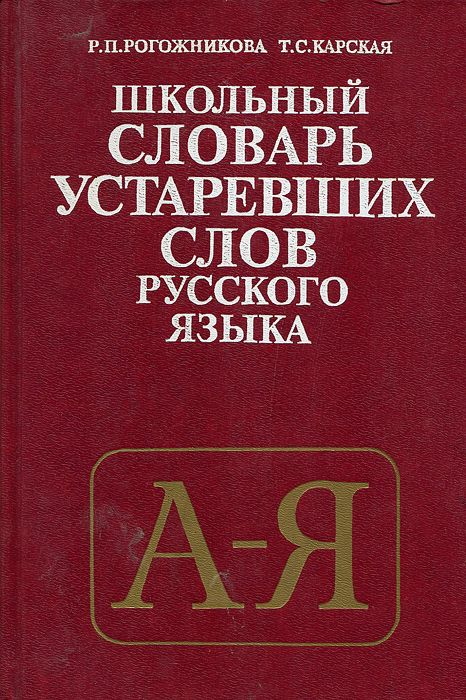 Р.П.РОГОЖНИКОВА Т.С.КАРСКАЯ
ШКОЛЬНЫЙ
СЛОВАРЬ
УСТАРЕВШИХ
СЛОВ
РУССКОГО
ЯЗЫКА
А-Я